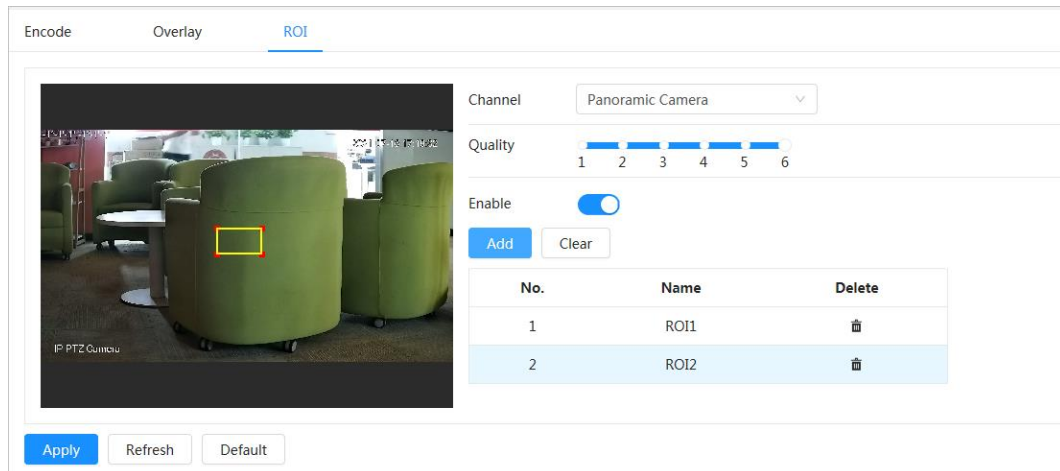 Encode Overlay ROI
Channel Panoramic Camera
Quality
1 2 3 4 5 6
Enable
Add Clear
No. Name Delete
1 ROI1
2 ROI2
IP PTZ Camera
Apply Refresh Default